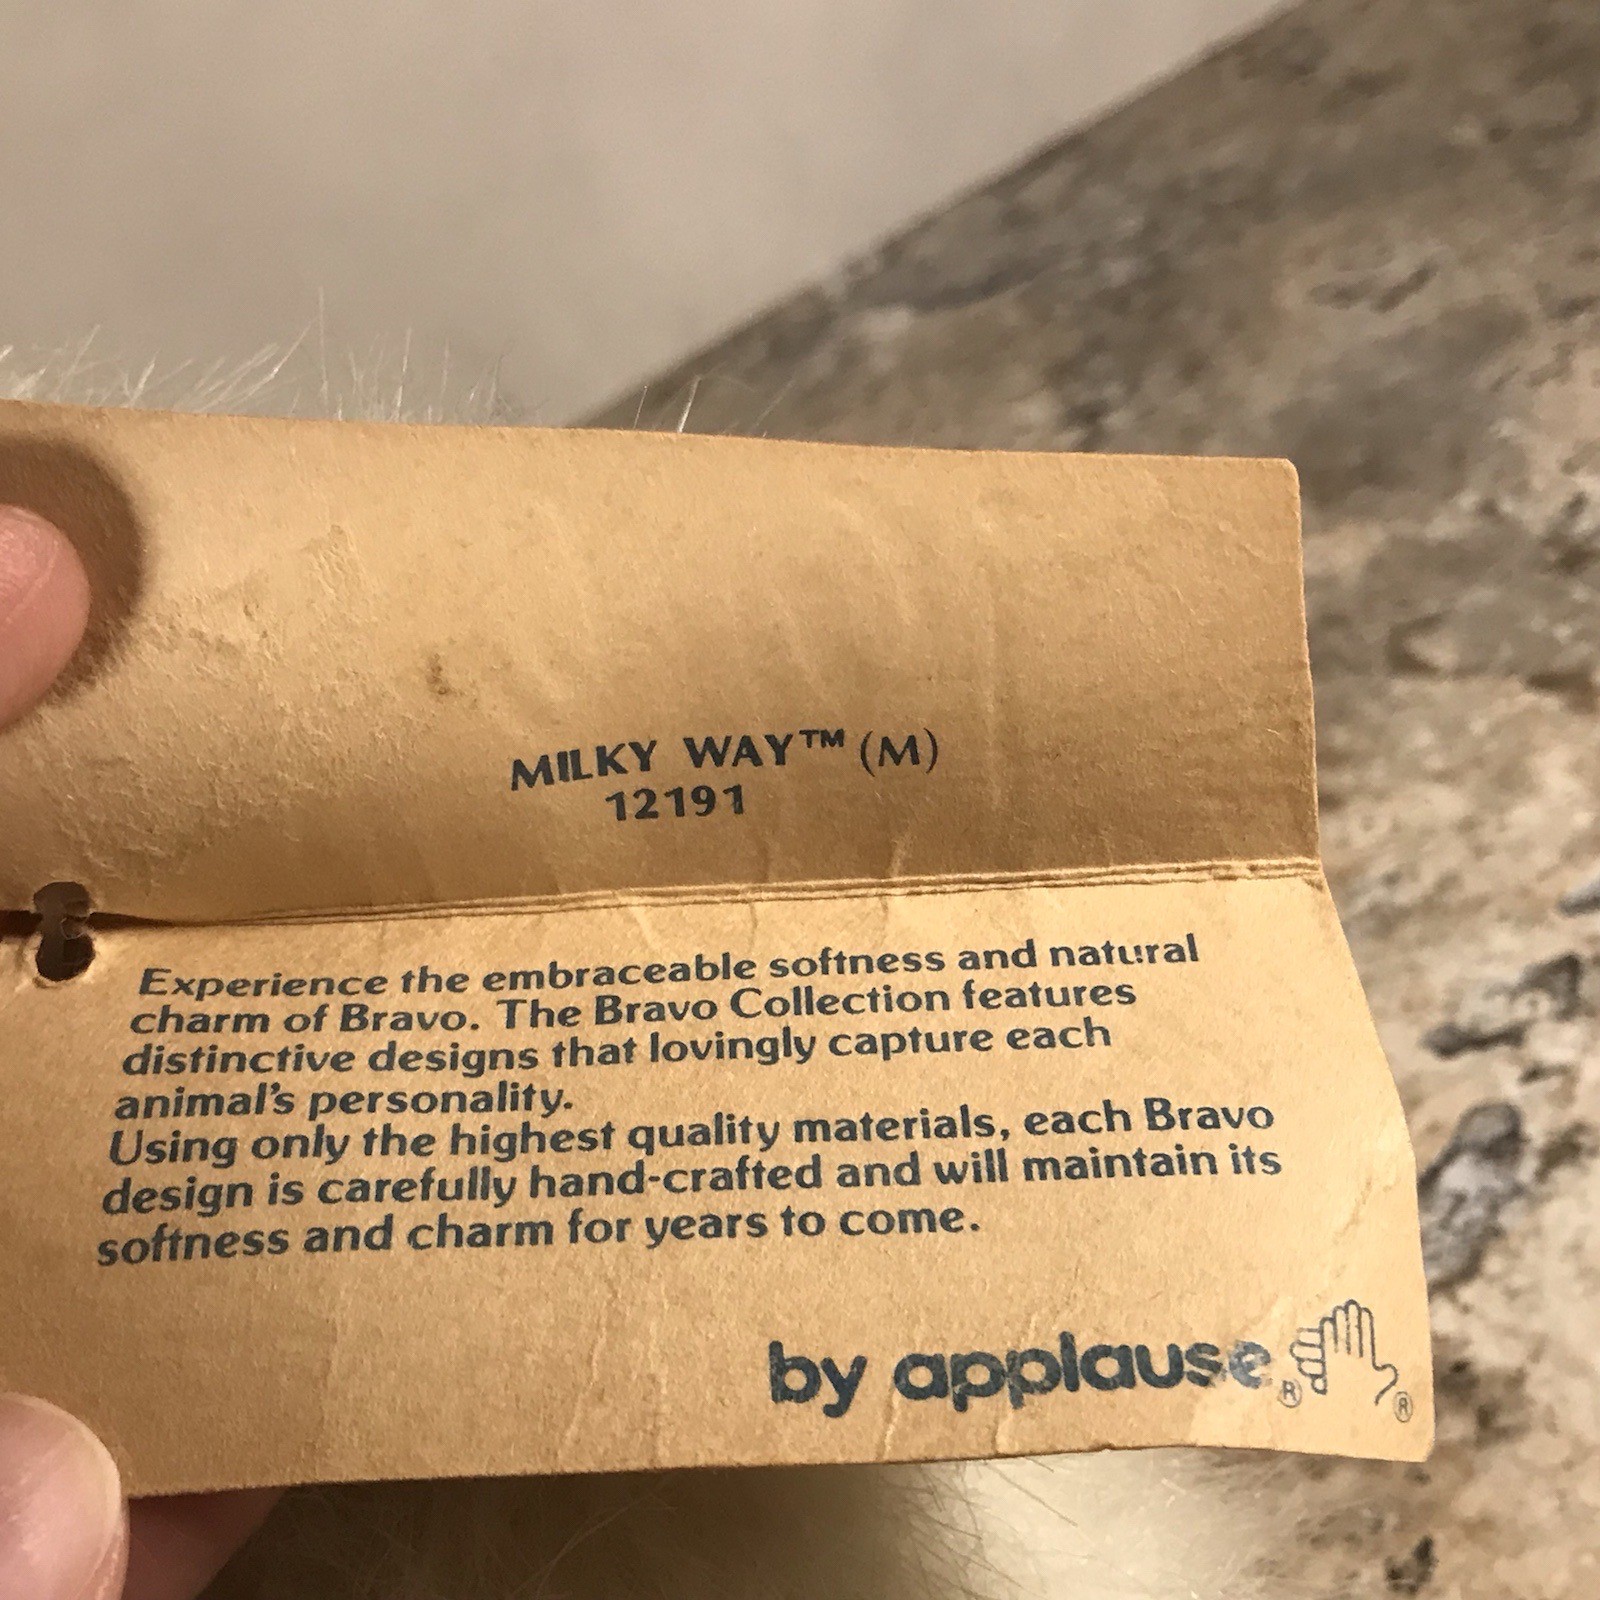 MILKY WAY™ (M)
12191
Experience the embraceable softness and natural
charm of Bravo. The Bravo Collection features
distinctive designs that lovingly capture each
animal's personality.
Using only the highest quality materials, each Bravo
design is carefully hand-crafted and will maintain its
softness and charm for years to come.
by applause® ®